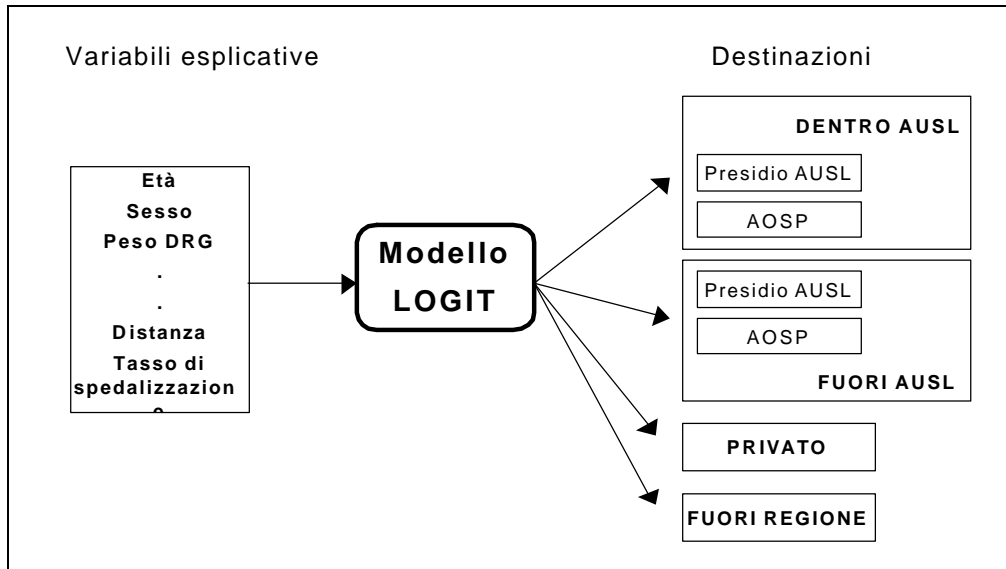 Variabili esplicative
Destinazioni
Età
Sesso
Peso DRG
.
.
Distanza
Tasso di
spedalizzazion
Modello
LOGIT
DENTRO AUSL
Presidio AUSL
AOSP
Presidio AUSL
AOSP
FUORI AUSL
PRIVATO
FUORI REGIONE